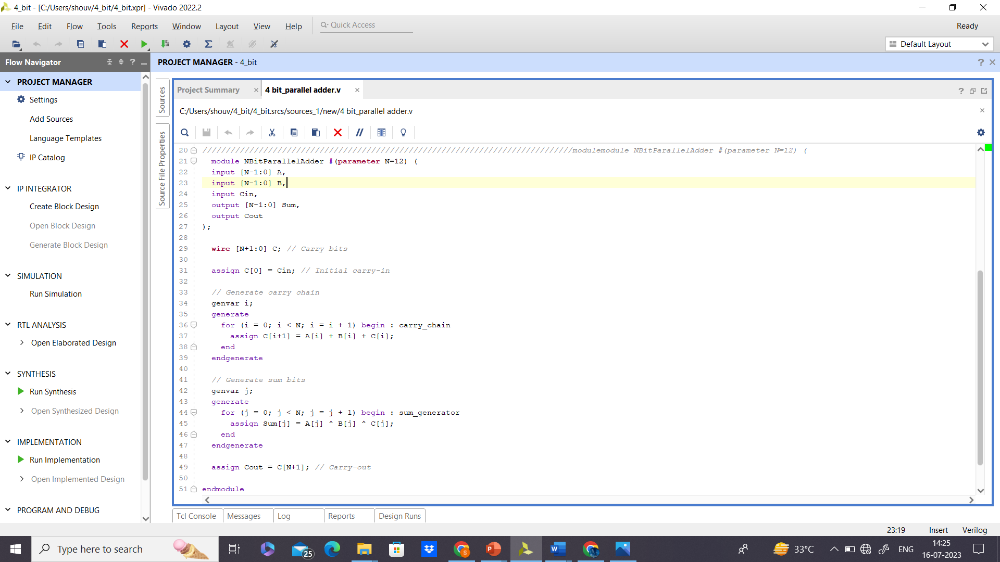 4_bit - [C:/Users/shouv/4_bit/4_bit.xpr] - Vivado 2022.2
File Edit Flow Tools Reports Window Layout View Help Quick Access Ready
Default Layout
Flow Navigator
PROJECT MANAGER - 4_bit
PROJECT MANAGER
Settings
Add Sources
Language Templates
IP Catalog
IP INTEGRATOR
Create Block Design
Open Block Design
Generate Block Design
SIMULATION
Run Simulation
RTL ANALYSIS
Open Elaborated Design
SYNTHESIS
Run Synthesis
Open Synthesized Design
IMPLEMENTATION
Run Implementation
Open Implemented Design
PROGRAM AND DEBUG
Sources
Source File Properties
Project Summary 4 bit_parallel adder.v
C:/Users/shouv/4_bit/4_bit.srcs/sources_1/new/4 bit_parallel adder.v
20 ///////////////////////////////////////////////////////////////////////////////modulemodule NBitParallelAdder #(parameter N=12) (
21 module NBitParallelAdder #(parameter N=12) (
22 input [N-1:0] A,
23 input [N-1:0] B,
24 input Cin,
25 output [N-1:0] Sum,
26 output Cout
27 );
28
29 wire [N+1:0] C; // Carry bits
30
31 assign C[0] = Cin; // Initial carry-in
32
33 // Generate carry chain
34 genvar i;
35 generate
36 for (i = 0; i < N; i = i + 1) begin : carry_chain
37 assign C[i+1] = A[i] + B[i] + C[i];
38 end
39 endgenerate
40
41 // Generate sum bits
42 genvar j;
43 generate
44 for (j = 0; j < N; j = j + 1) begin : sum_generator
45 assign Sum[j] = A[j] ^ B[j] ^ C[j];
46 end
47 endgenerate
48
49 assign Cout = C[N+1]; // Carry-out
50
51 endmodule
Tcl Console Messages Log Reports Design Runs
23:19 Insert Verilog
Type here to search
25
33°C ENG
14:25
16-07-2023